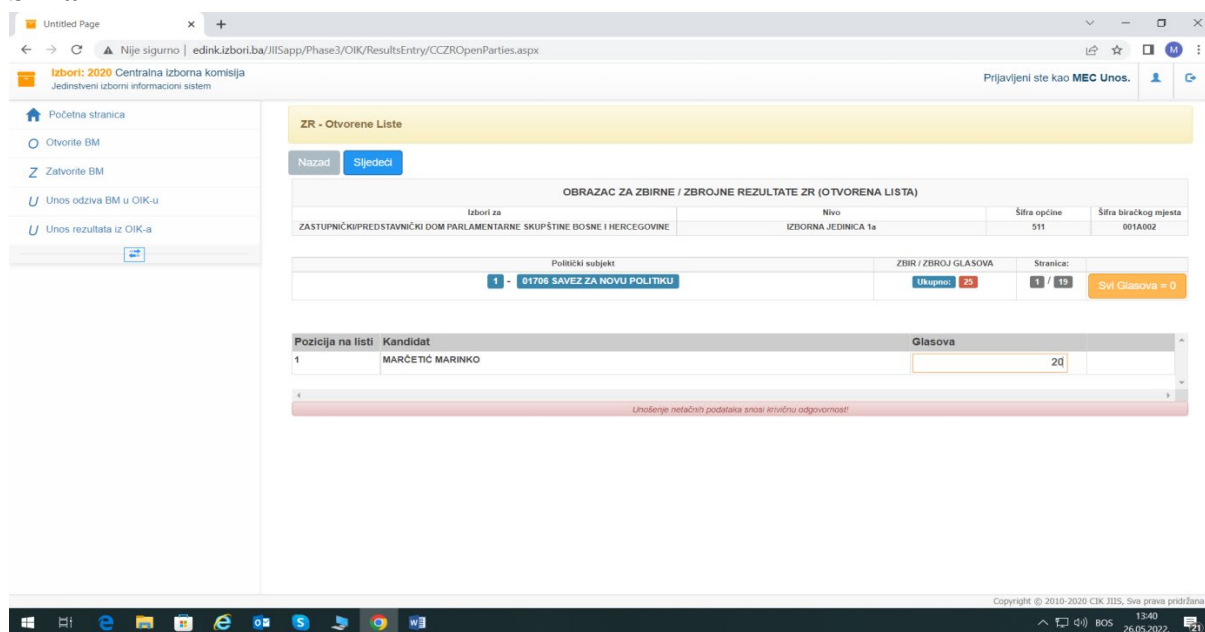 Untitled Page
Nije sigurno | edink.izbori.ba/JIISapp/Phase3/OIK/ResultsEntry/CCZROpenParties.aspx
M
Izbori: 2020 Centralna izborna komisija
Jedinstveni izborni informacioni sistem
Prijavljeni ste kao MEC Unos.
Početna stranica
O Otvorite BM
Z Zatvorite BM
U Unos odziva BM u OIK-u
U Unos rezultata iz OIK-a
ZR - Otvorene Liste
Nazad Sljedeći
OBRAZAC ZA ZBIRNE / ZBROJNE REZULTATE ZR (OTVORENA LISTA)
Izbori za Nivo Šifra općine Šifra biračkog mjesta
ZASTUPNIČKI/PREDSTAVNIČKI DOM PARLAMENTARNE SKUPŠTINE BOSNE I HERCEGOVINE IZBORNA JEDINICA 1a 511 001A002
Politički subjekt ZBIR / ZBROJ GLASOVA Stranica:
1 - 01706 SAVEZ ZA NOVU POLITIKU Ukupno: 25 1 / 19 Svi Glasova = 0
Pozicija na listi Kandidat Glasova
1 MARČETIĆ MARINKO 20
Unošenje netačnih podataka snosi krivičnu odgovornost!
Copyright © 2010-2020 CIK JIIS, Sva prava pridržana
BOS 13:40
26.05.2022. 21